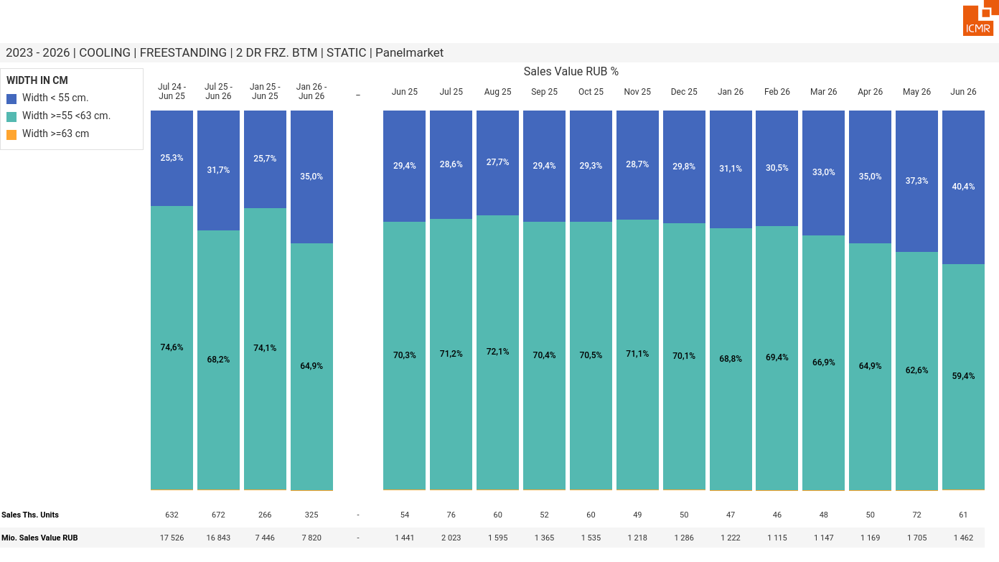 ICMR
2023 - 2026 | COOLING | FREESTANDING | 2 DR FRZ. BTM | STATIC | Panelmarket
WIDTH IN CM
Width < 55 cm.
Width >=55 <63 cm.
Width >=63 cm
Sales Value RUB %
Jul 24 - Jul 25 - Jan 25 - Jan 26 -
Jun 25 Jun 26 Jun 25 Jun 26 – Jun 25 Jul 25 Aug 25 Sep 25 Oct 25 Nov 25 Dec 25 Jan 26 Feb 26 Mar 26 Apr 26 May 26 Jun 26
25,3% 31,7% 25,7% 35,0% 29,4% 28,6% 27,7% 29,4% 29,3% 28,7% 29,8% 31,1% 30,5% 33,0% 35,0% 37,3% 40,4%
74,6% 68,2% 74,1% 64,9% 70,3% 71,2% 72,1% 70,4% 70,5% 71,1% 70,1% 68,8% 69,4% 66,9% 64,9% 62,6% 59,4%
Sales Ths. Units 632 672 266 325 - 54 76 60 52 60 49 50 47 46 48 50 72 61
Mio. Sales Value RUB 17 526 16 843 7 446 7 820 - 1 441 2 023 1 595 1 365 1 535 1 218 1 286 1 222 1 115 1 147 1 169 1 705 1 462